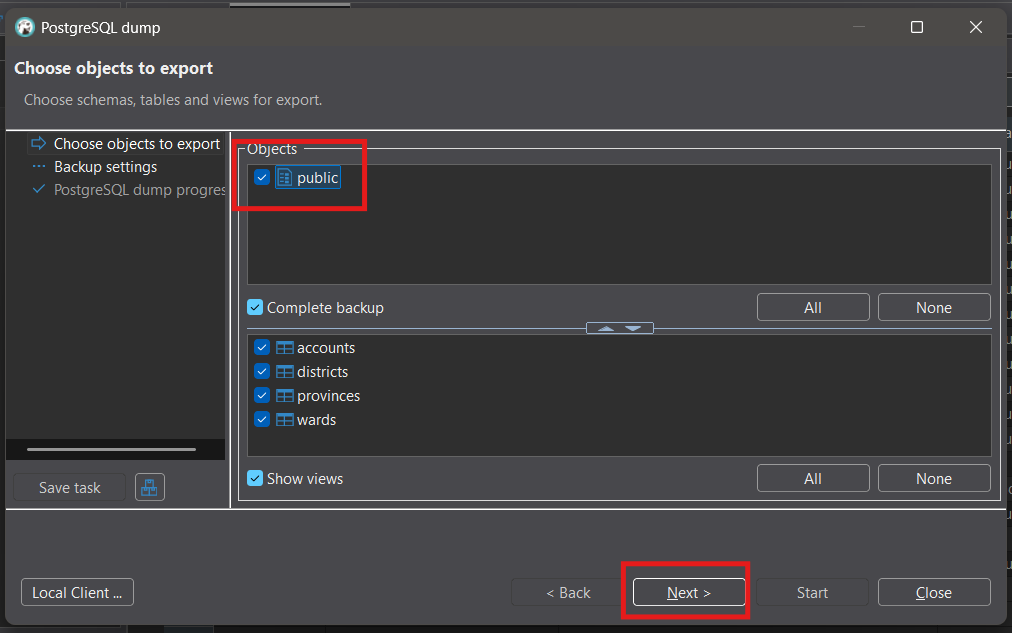 PostgreSQL dump
Choose objects to export
Choose schemas, tables and views for export.
Choose objects to export
Backup settings
PostgreSQL dump progres
Objects
public
Complete backup
All
None
accounts
districts
provinces
wards
Show views
All
None
Save task
Local Client ...
< Back
Next >
Start
Close